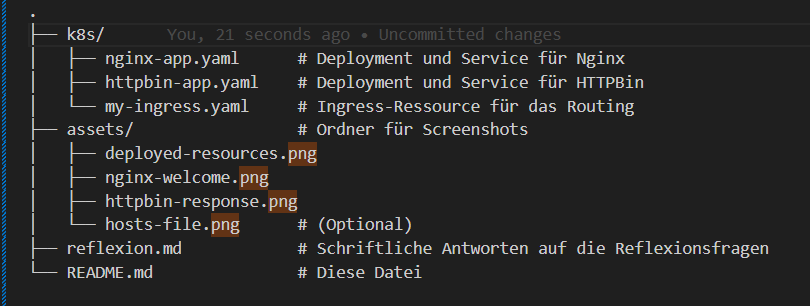 .
├── k8s/ You, 21 seconds ago • Uncommitted changes
│   ├── nginx-app.yaml      # Deployment und Service für Nginx
│   ├── httpbin-app.yaml    # Deployment und Service für HTTPBin
│   └── my-ingress.yaml     # Ingress-Ressource für das Routing
├── assets/                 # Ordner für Screenshots
│   ├── deployed-resources.png
│   ├── nginx-welcome.png
│   ├── httpbin-response.png
│   └── hosts-file.png      # (Optional)
├── reflexion.md            # Schriftliche Antworten auf die Reflexionsfragen
└── README.md               # Diese Datei